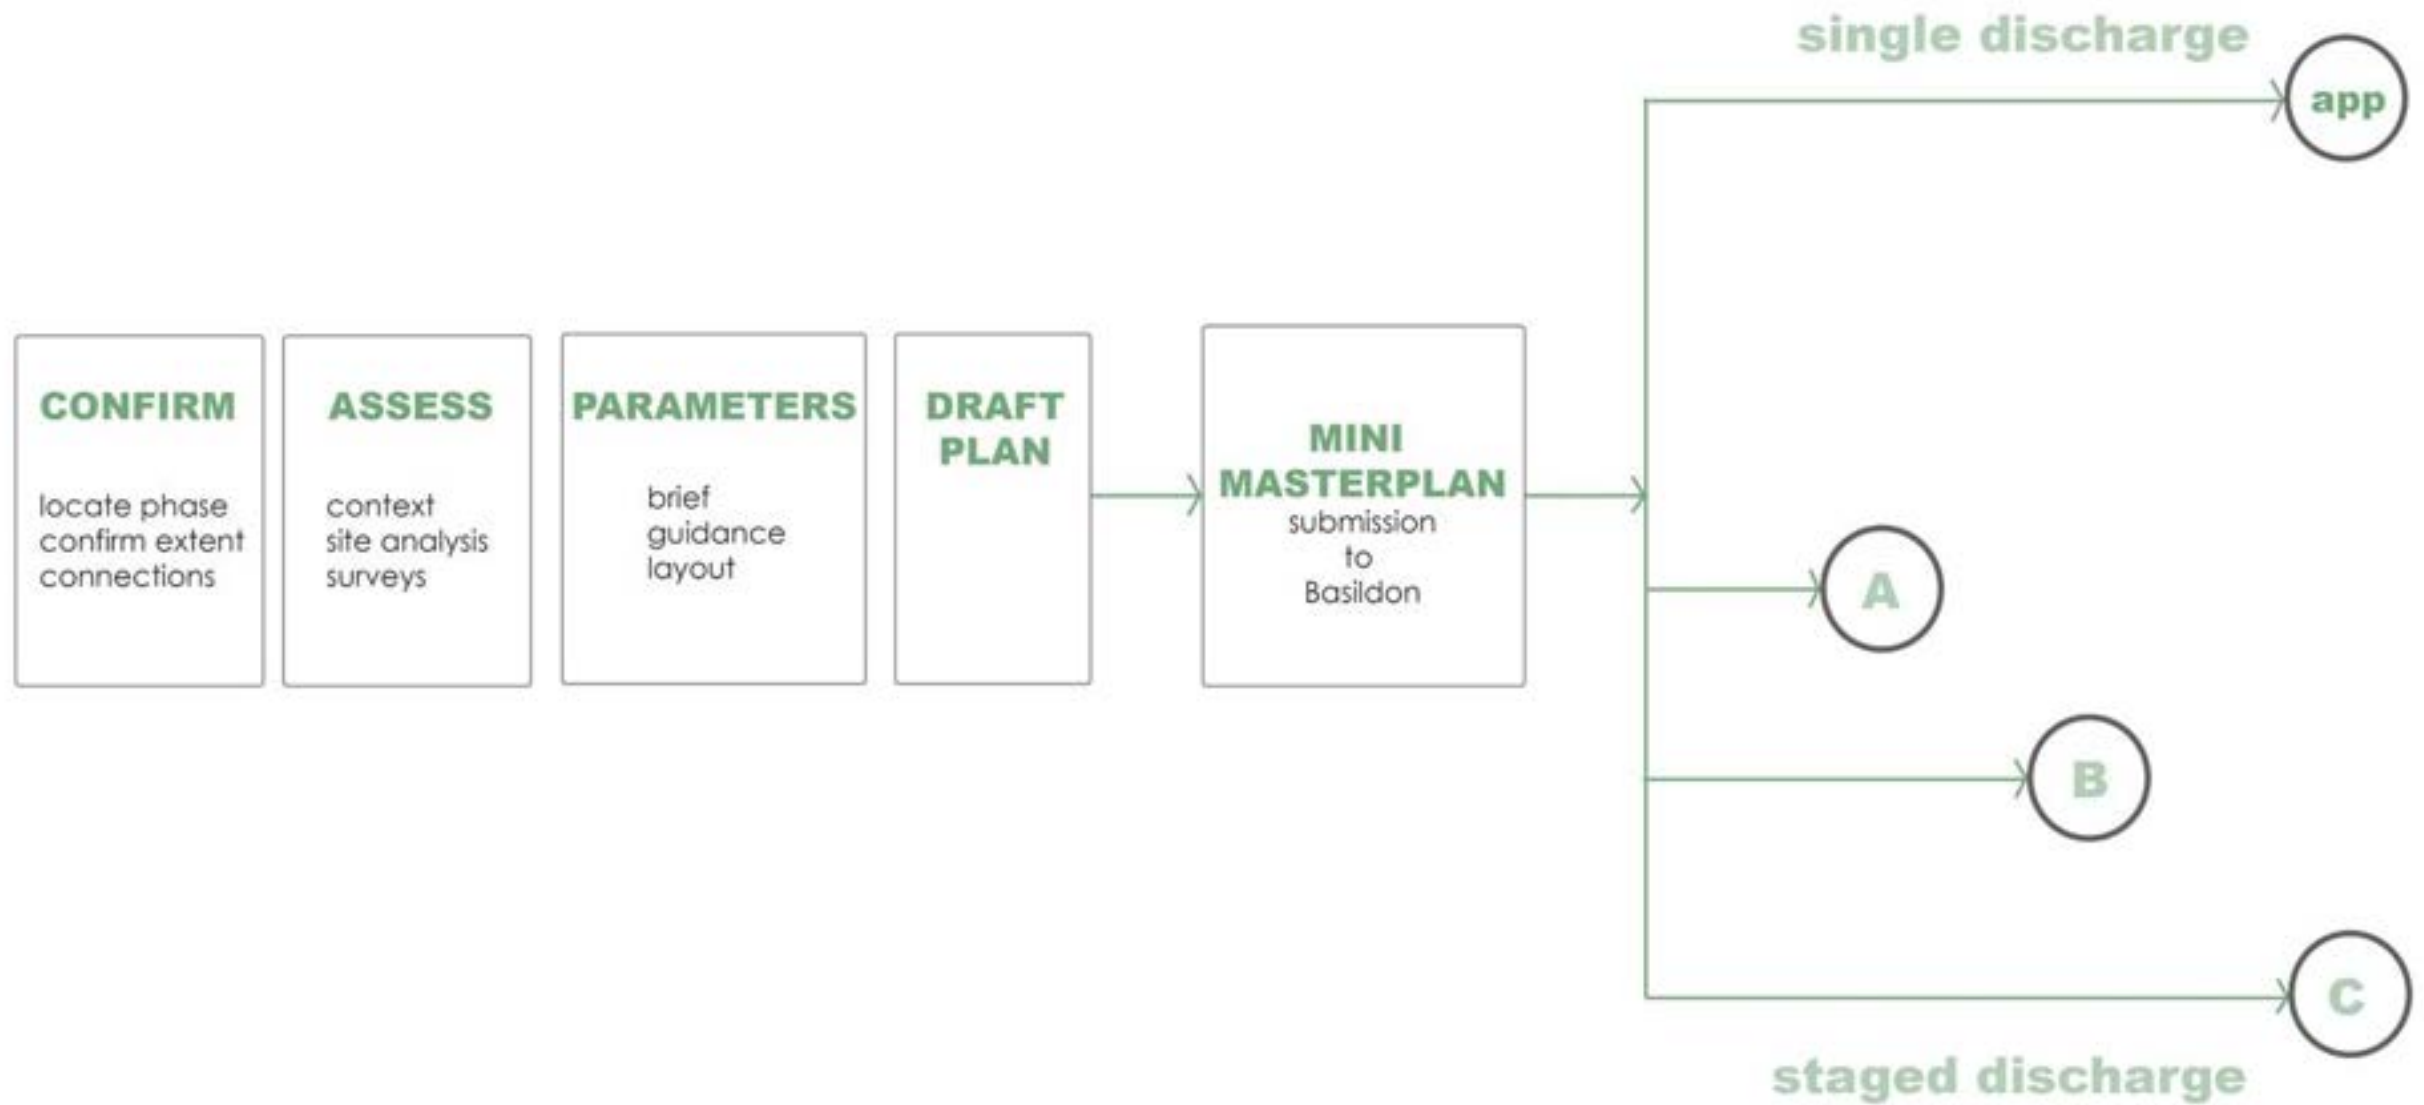 single discharge
app
CONFIRM
locate phase
confirm extent
connections
ASSESS
context
site analysis
surveys
PARAMETERS
brief
guidance
layout
DRAFT
PLAN
MINI
MASTERPLAN
submission
to
Basildon
A
B
C
staged discharge